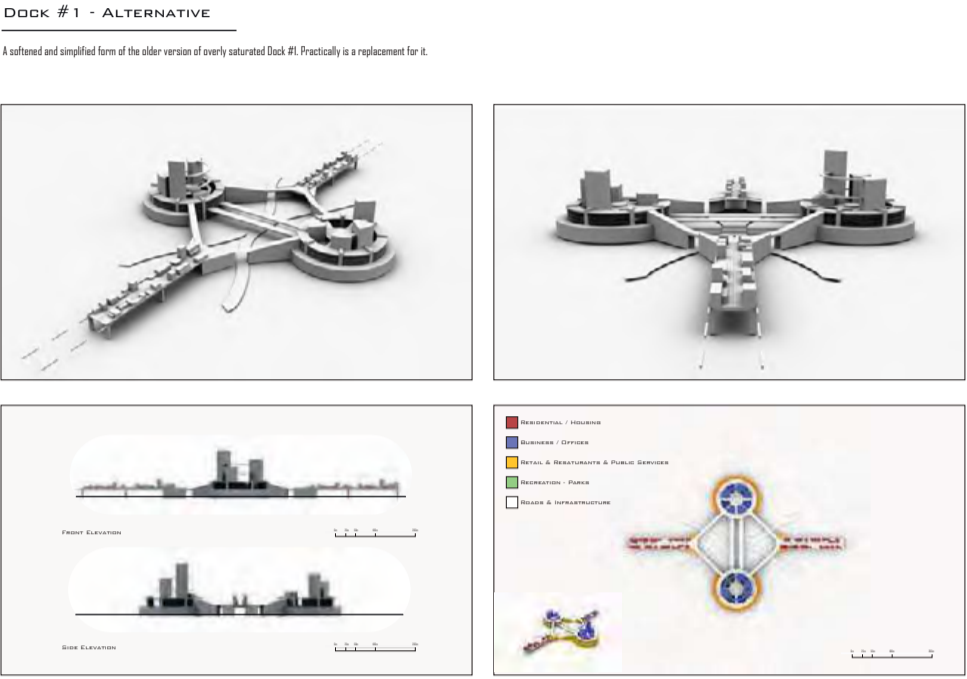 Dock #1 - Alternative
A softened and simplified form of the older version of overly saturated Dock #1. Practically is a replacement for it.
Residential / Housing
Business / Offices
Retail & Resaturants & Public Services
Recreation - Parks
Roads & Infrastructure
Front Elevation
Side Elevation